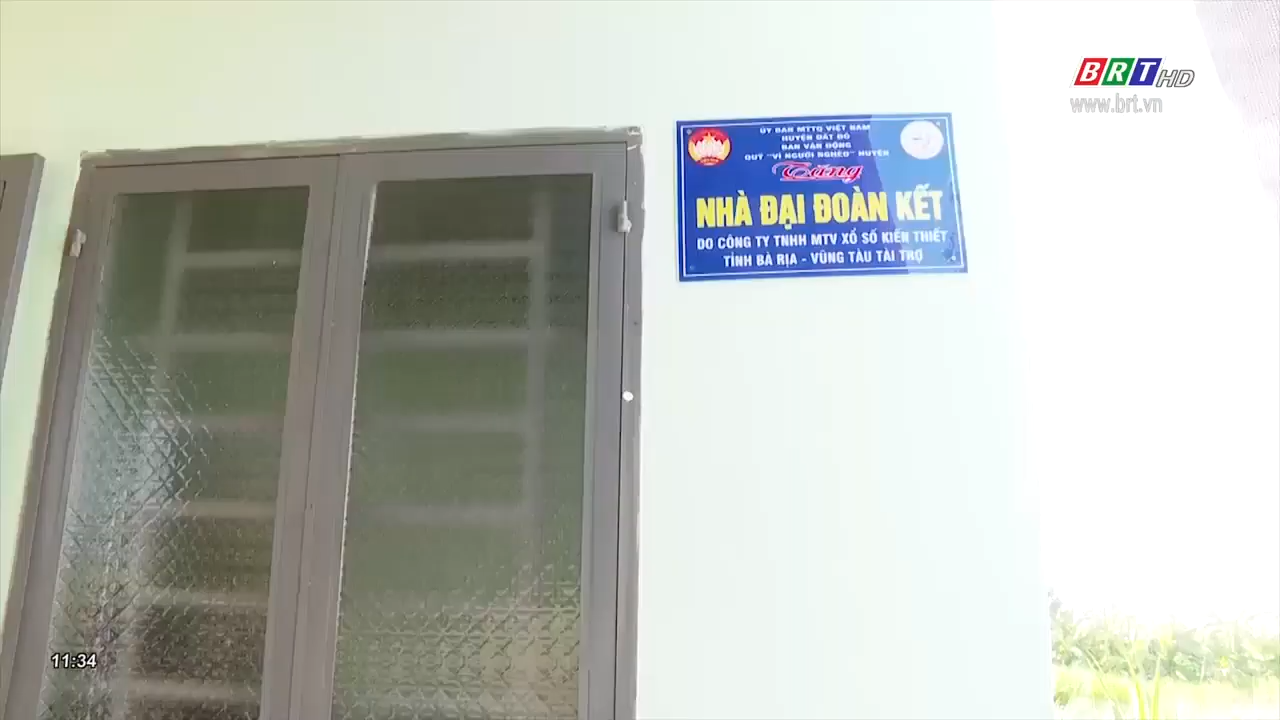 BRT HD
www.brt.vn
ỦY BAN MTTQ VIỆT NAM
HUYỆN ĐẤT ĐỎ
BAN VẬN ĐỘNG
QUỸ "VÌ NGƯỜI NGHÈO" HUYỆN
Tặng
NHÀ ĐẠI ĐOÀN KẾT
DO CÔNG TY TNHH MTV XỔ SỐ KIẾN THIẾT
TỈNH BÀ RỊA - VŨNG TÀU TÀI TRỢ
11:34